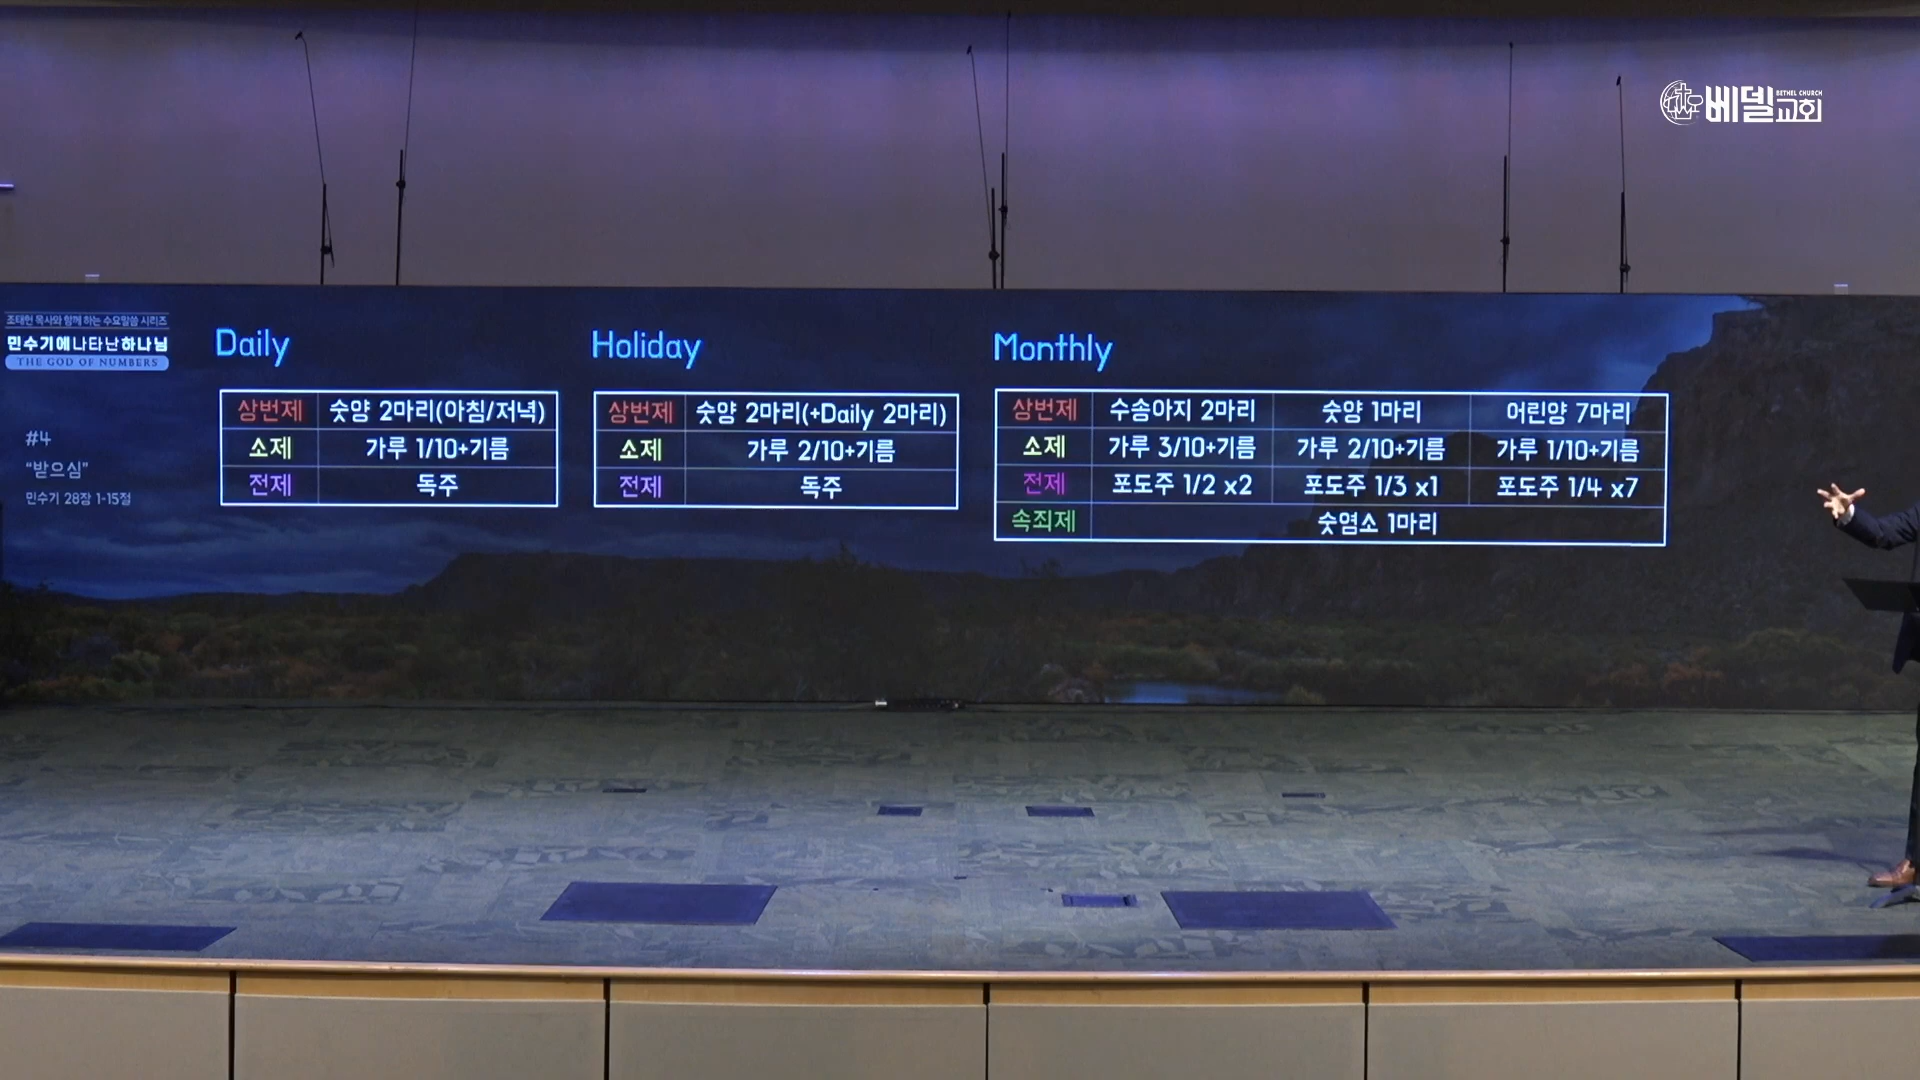 베델교회
BETHEL CHURCH
조태헌 목사와 함께 하는 수요말씀 시리즈
민수기에나타난하나님
THE GOD OF NUMBERS
#4
“받으심”
민수기 28장 1-15절
Daily
상번제 숫양 2마리(아침/저녁)
소제 가루 1/10+기름
전제 독주
Holiday
상번제 숫양 2마리(+Daily 2마리)
소제 가루 2/10+기름
전제 독주
Monthly
상번제 수송아지 2마리 숫양 1마리 어린양 7마리
소제 가루 3/10+기름 가루 2/10+기름 가루 1/10+기름
전제 포도주 1/2 x2 포도주 1/3 x1 포도주 1/4 x7
속죄제 숫염소 1마리